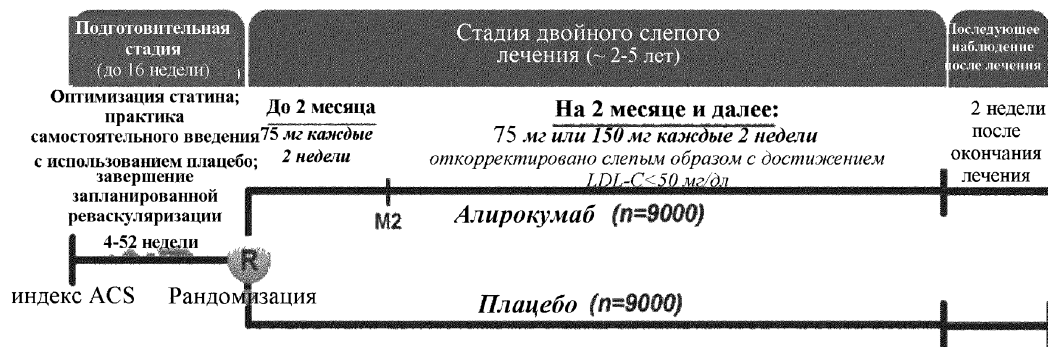 Подготовительная
стадия
(до 16 недели)
Стадия двойного слепого
лечения (~ 2-5 лет)
Последующее
наблюдение
после лечения
Оптимизация статина;
практика
самостоятельного введения
с использованием плацебо;
завершение
запланированной
реваскуляризации
4-52 недели
До 2 месяца
75 мг каждые
2 недели
На 2 месяце и далее:
75 мг или 150 мг каждые 2 недели
откорректировано слепым образом с достижением
LDL-C<50 мг/дл
2 недели
после
окончания
лечения
M2
Алирокумаб (n=9000)
R
индекс ACS
Рандомизация
Плацебо (n=9000)